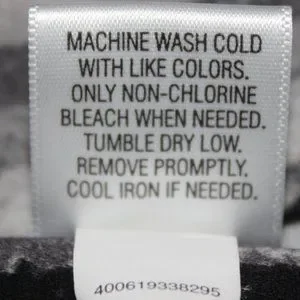 MACHINE WASH COLD
WITH LIKE COLORS.
ONLY NON-CHLORINE
BLEACH WHEN NEEDED.
TUMBLE DRY LOW.
REMOVE PROMPTLY.
COOL IRON IF NEEDED.
400619338295